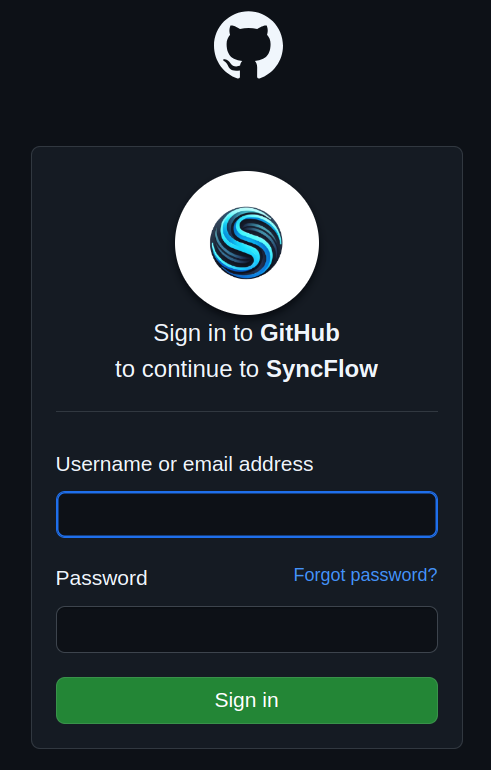 Sign in to GitHub
to continue to SyncFlow
Username or email address
Password
Forgot password?
Sign in